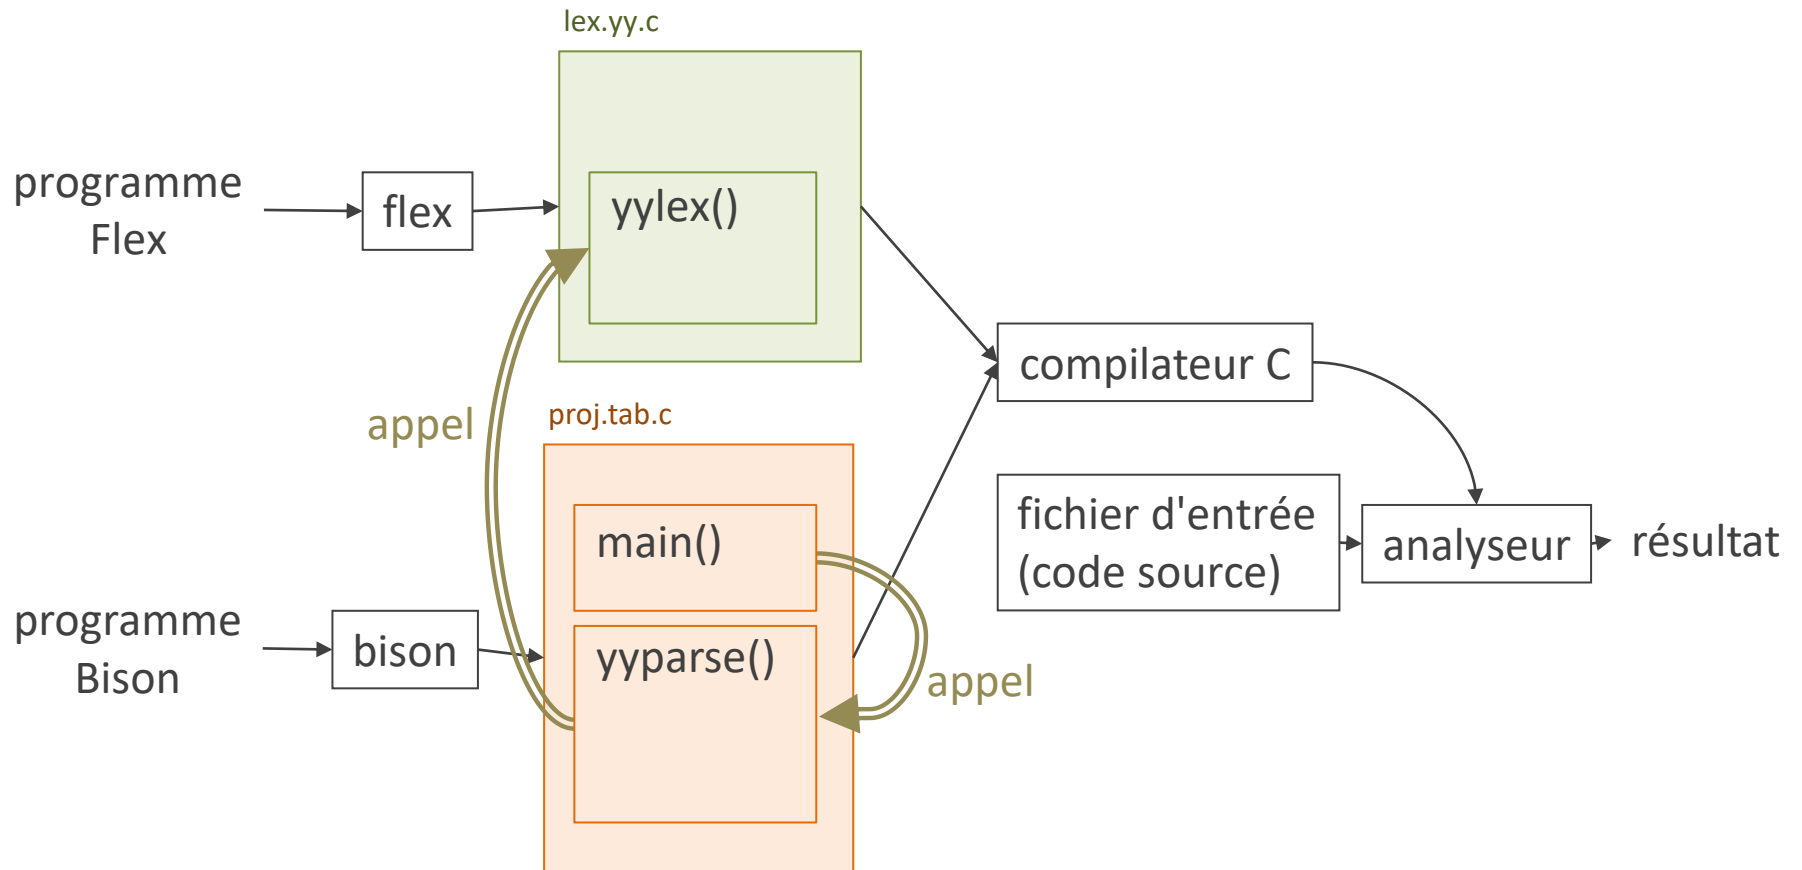 lex.yy.c
programme
Flex
flex
yylex()
compilateur C
appel
proj.tab.c
main()
fichier d'entrée
(code source)
analyseur
résultat
programme
Bison
bison
yyparse()
appel